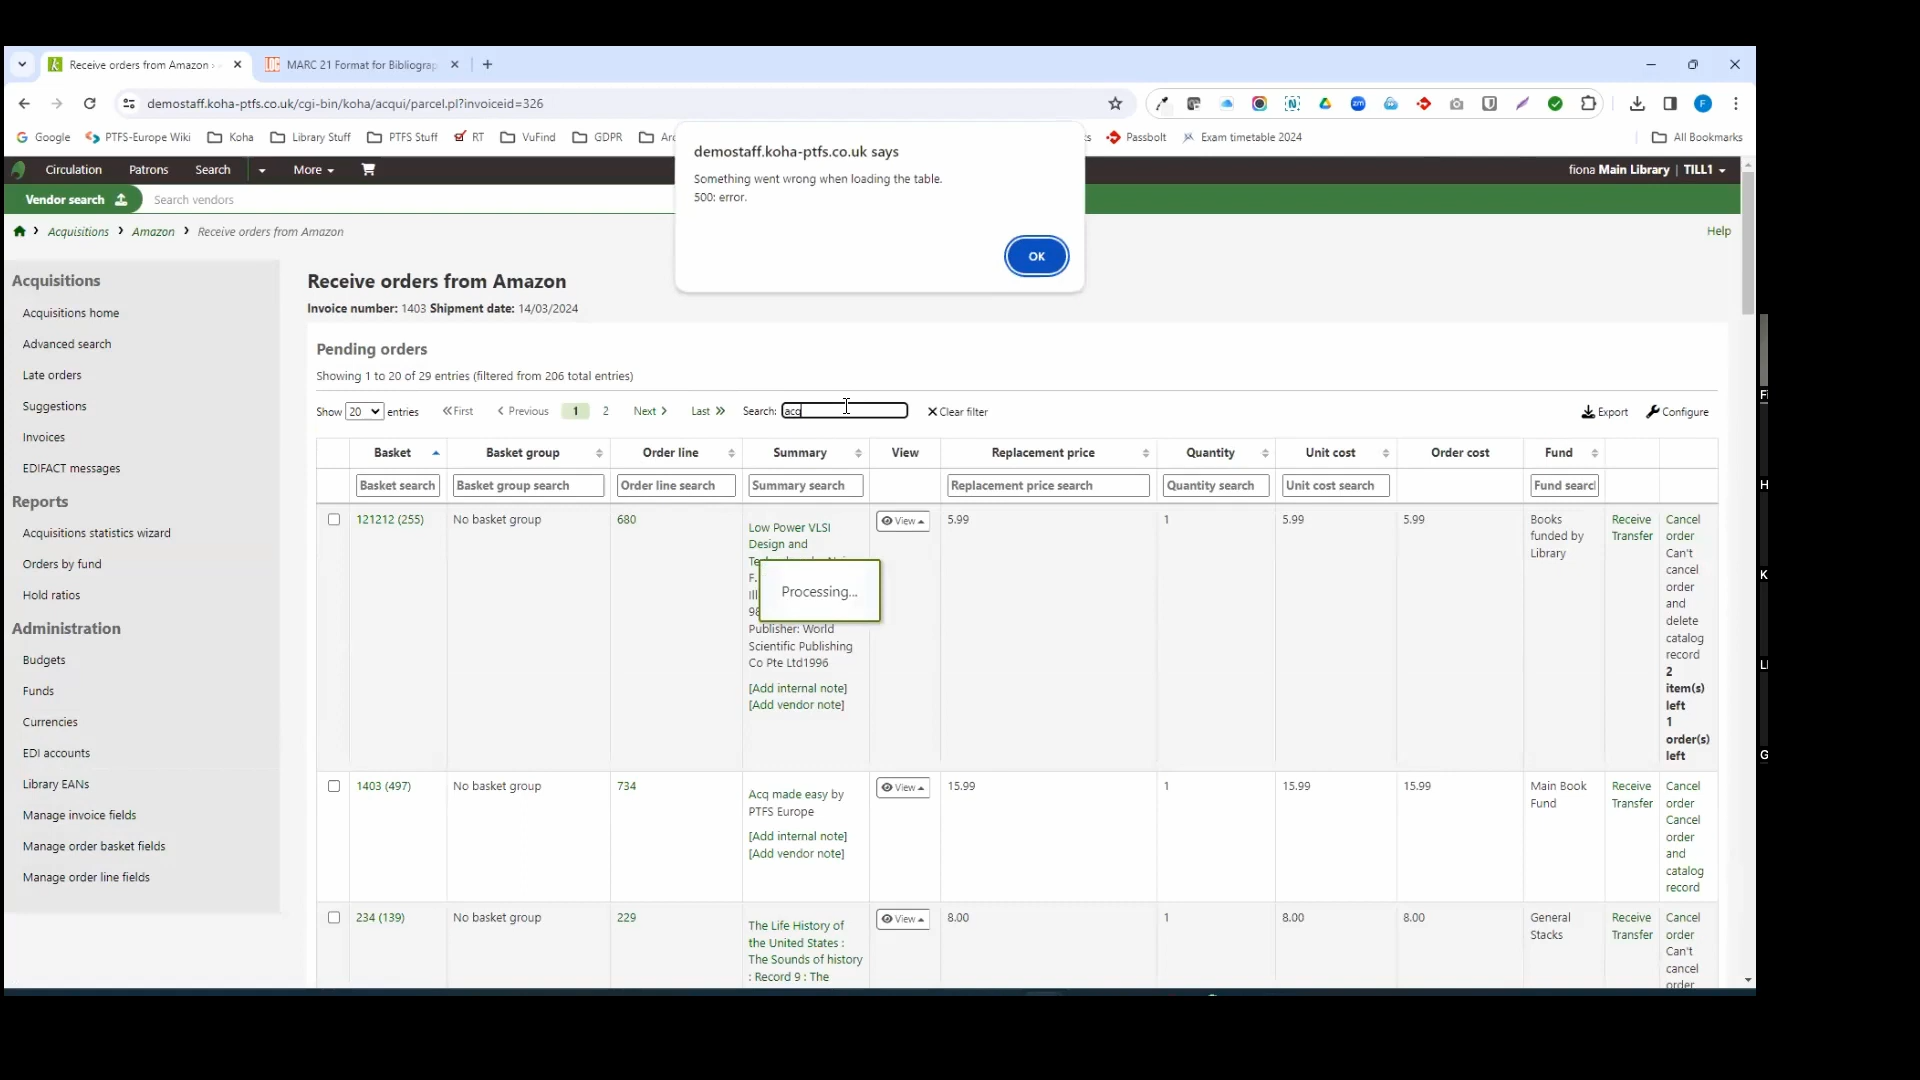 Receive orders from Amazon ›
MARC 21 Format for Bibliograp
demostaff.koha-ptfs.co.uk/cgi-bin/koha/acqui/parcel.pl?invoiceid=326
Google PTFS-Europe Wiki Koha Library Stuff PTFS Stuff RT VuFind GDPR Passbolt Exam timetable 2024 All Bookmarks
demostaff.koha-ptfs.co.uk says
Something went wrong when loading the table.
500: error.
OK
Circulation Patrons Search More fiona Main Library | TILL1
Vendor search Search vendors
Acquisitions Amazon Receive orders from Amazon Help
Acquisitions
Acquisitions home
Advanced search
Late orders
Suggestions
Invoices
EDIFACT messages
Reports
Acquisitions statistics wizard
Orders by fund
Hold ratios
Administration
Budgets
Funds
Currencies
EDI accounts
Library EANs
Manage invoice fields
Manage order basket fields
Manage order line fields
Receive orders from Amazon
Invoice number: 1403 Shipment date: 14/03/2024
Pending orders
Showing 1 to 20 of 29 entries (filtered from 206 total entries)
Show 20 entries First Previous 1 2 Next Last Search: acq Clear filter Export Configure
Basket Basket group Order line Summary View Replacement price Quantity Unit cost Order cost Fund
Basket search Basket group search Order line search Summary search Replacement price search Quantity search Unit cost search Fund searc
121212 (255) No basket group 680
Low Power VLSI
Design and
Publisher: World
Scientific Publishing
Co Pte Ltd1996
[Add internal note]
[Add vendor note]
View 5.99 1 5.99 5.99
Books
funded by
Library
Receive
Transfer
Cancel
order
Can't
cancel
order
and
delete
catalog
record
2
item(s)
left
1
order(s)
left
Processing...
1403 (497) No basket group 734
Acq made easy by
PTFS Europe
[Add internal note]
[Add vendor note]
View 15.99 1 15.99 15.99
Main Book
Fund
Receive
Transfer
Cancel
order
Cancel
order
and
catalog
record
234 (139) No basket group 229
The Life History of
the United States :
The Sounds of history
: Record 9 : The
View 8.00 1 8.00 8.00
General
Stacks
Receive
Transfer
Cancel
order
Can't
cancel
order